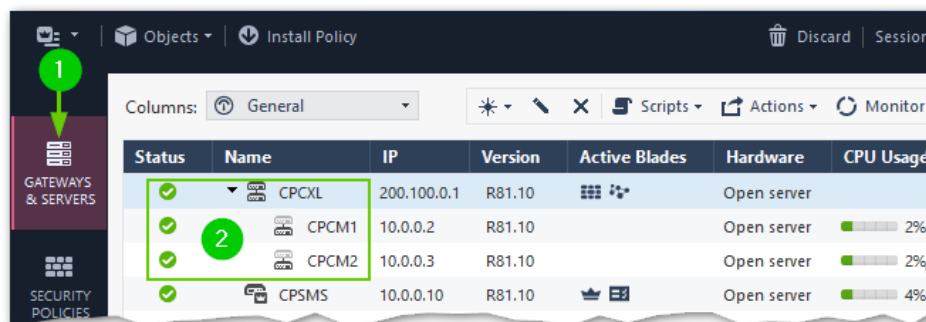 Objects Install Policy Discard Session
1
Columns: General Scripts Actions Monitor
Status Name IP Version Active Blades Hardware CPU Usage
GATEWAYS
& SERVERS
CPCXL 200.100.0.1 R81.10 Open server
2
CPCM1 10.0.0.2 R81.10 Open server 2%
CPCM2 10.0.0.3 R81.10 Open server 2%
CPSMS 10.0.0.10 R81.10 Open server 4%
SECURITY
POLICIES